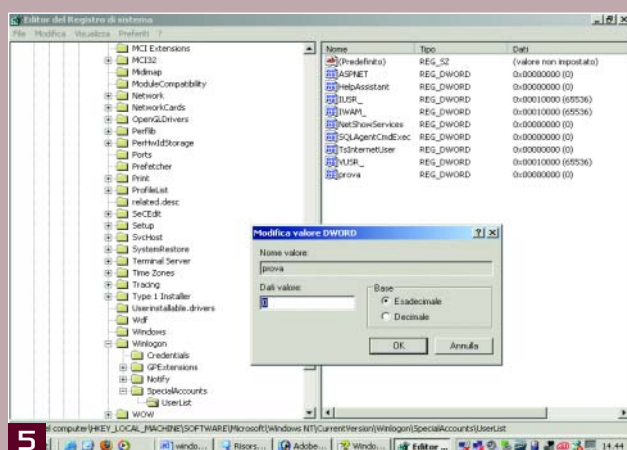 Editor del Registro di sistema
File Modifica Visualizza Preferiti ?
MCI Extensions
MCI32
Midimap
ModuleCompatibility
Network
NetworkCards
OpenGLDrivers
Perflib
PerHwIdStorage
Ports
Prefetcher
Print
ProfileList
related.desc
SeCEdit
Setup
SvcHost
SystemRestore
Terminal Server
Time Zones
Tracing
Type 1 Installer
Userinstallable.drivers
Wdf
Windows
Winlogon
Credentials
GPExtensions
Notify
SpecialAccounts
UserList
WOW
Nome Tipo Dati
(Predefinito) REG_SZ (valore non impostato)
ASPNET REG_DWORD 0x00000000 (0)
HelpAssistant REG_DWORD 0x00000000 (0)
IUSR_ REG_DWORD 0x00010000 (65536)
IWAM_ REG_DWORD 0x00010000 (65536)
NetShowServices REG_DWORD 0x00000000 (0)
SQLAgentCmdExec REG_DWORD 0x00000000 (0)
TsInternetUser REG_DWORD 0x00000000 (0)
VUSR_ REG_DWORD 0x00010000 (65536)
prova REG_DWORD 0x00000000 (0)
Modifica valore DWORD
Nome valore:
prova
Dati valore:
0
Base
Esadecimale
Decimale
OK Annulla
el computer\HKEY_LOCAL_MACHINE\SOFTWARE\Microsoft\Windows NT\CurrentVersion\Winlogon\SpecialAccounts\UserList
5
windo... Risors... Adobe... Windo... Editor ... 14.44